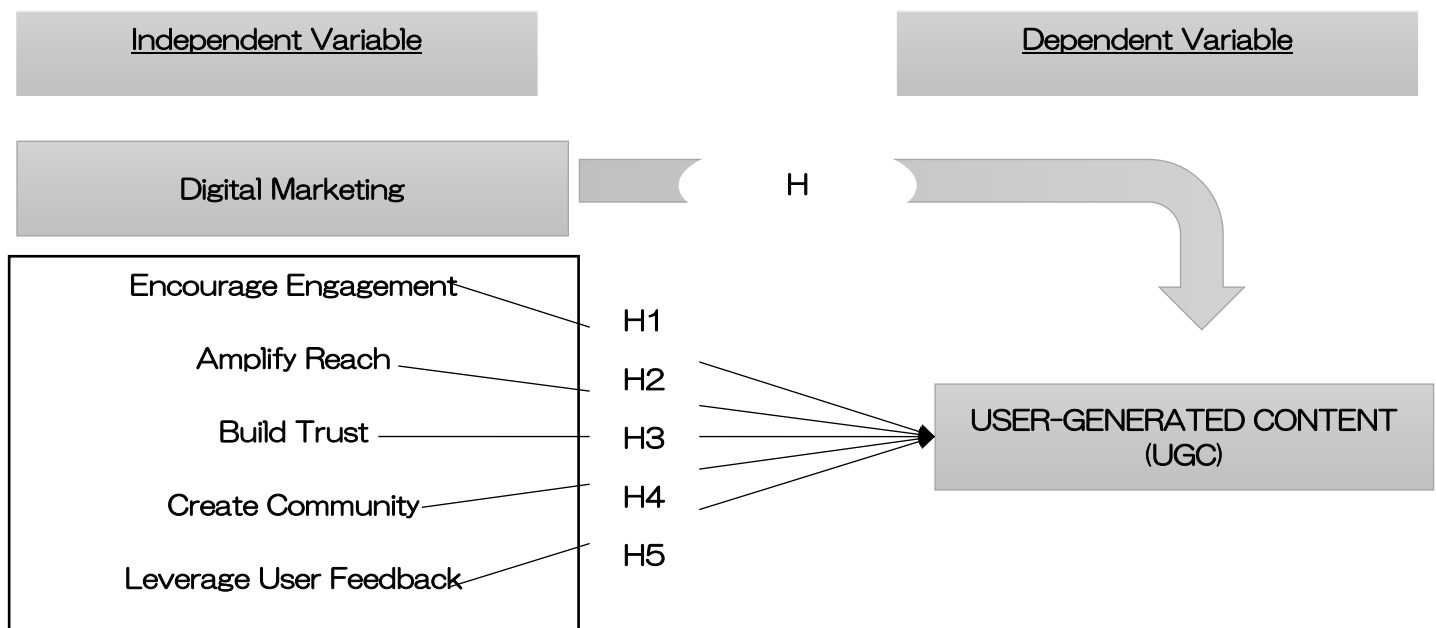 Independent Variable
Dependent Variable
Digital Marketing
H
Encourage Engagement
Amplify Reach
Build Trust
Create Community
Leverage User Feedback
H1
H2
H3
H4
H5
USER-GENERATED CONTENT
(UGC)